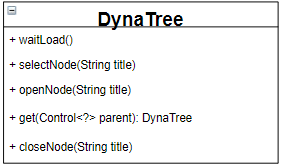 DynaTree
+ waitLoad()
+ selectNode(String title)
+ openNode(String title)
+ get(Control<?> parent): DynaTree
+ closeNode(String title)